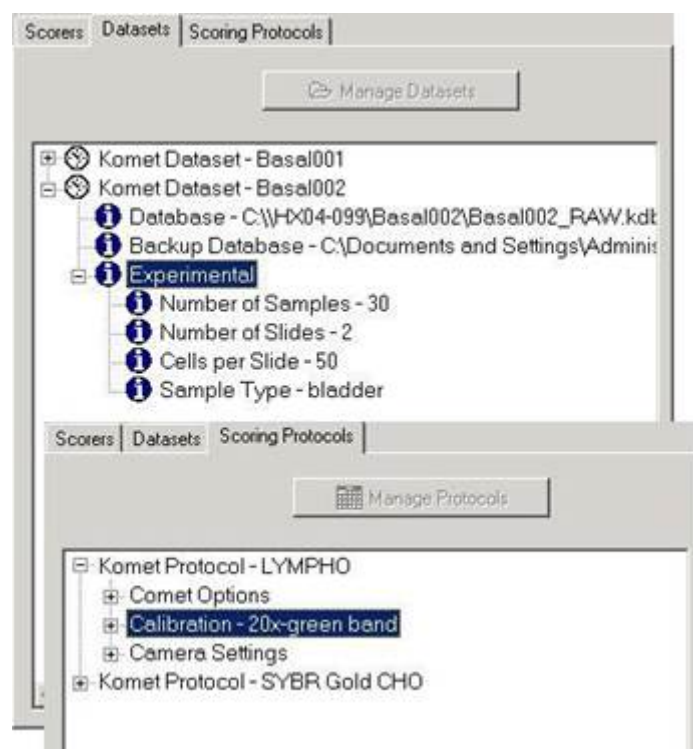 Scorers Datasets Scoring Protocols
Manage Datasets
Komet Dataset - Basal001
Komet Dataset - Basal002
Database - C:\\HX04-099\Basal002\Basal002_RAW.kdb
Backup Database - C:\Documents and Settings\Adminis
Experimental
Number of Samples - 30
Number of Slides - 2
Cells per Slide - 50
Sample Type - bladder
Scorers Datasets Scoring Protocols
Manage Protocols
Komet Protocol - LYMPHO
Comet Options
Calibration - 20x-green band
Camera Settings
Komet Protocol - SYBR Gold CHO